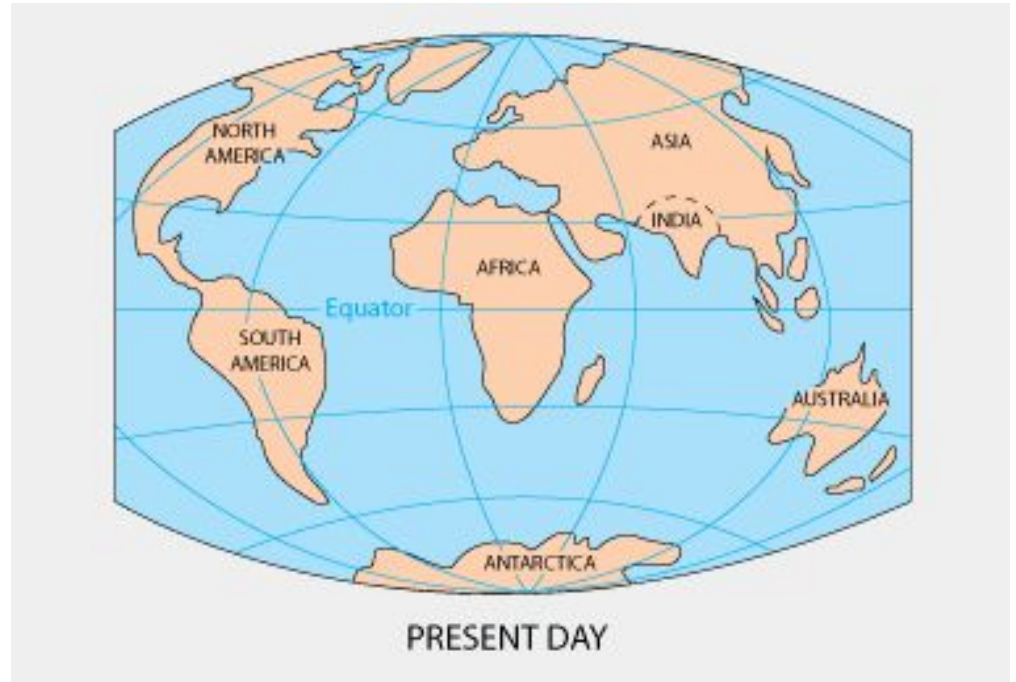 NORTH
AMERICA
ASIA
INDIA
AFRICA
Equator
SOUTH
AMERICA
AUSTRALIA
ANTARCTICA
PRESENT DAY